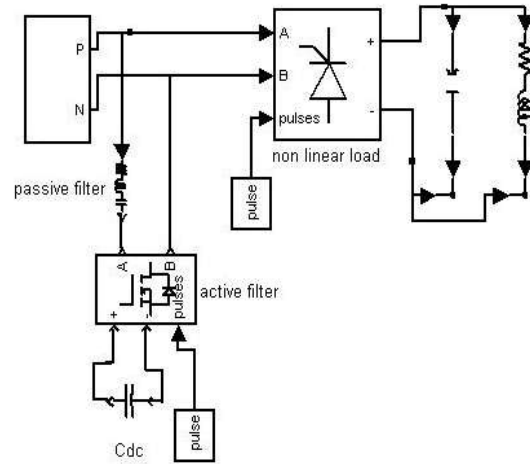 P
N
A
B
pulses
+
-
non linear load
pulse
passive filter
A
B
pulses
+
-
active filter
pulse
Cdc